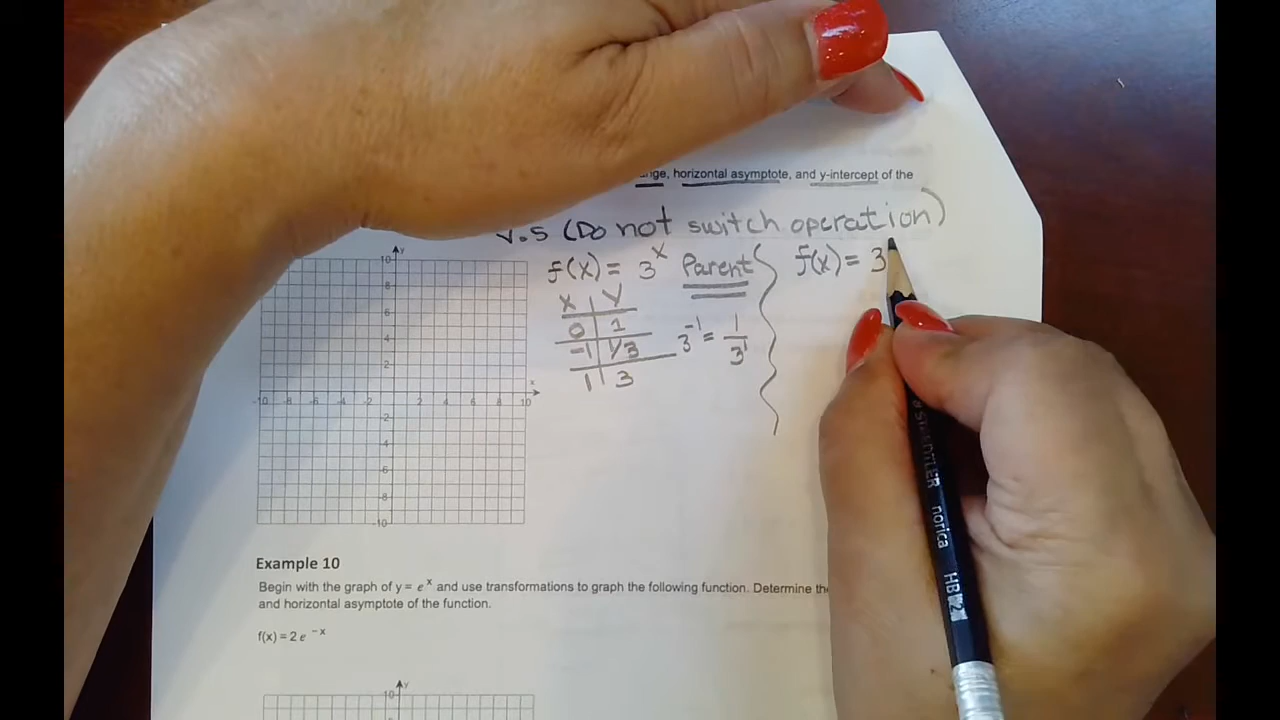 horizontal asymptote, and y-intercept of the
V.S (Do not switch operation)
f(x) = 3^x Parent
x | y
0 | 1
-1 | 1/3
1 | 3
3^-1 = 1/3^1
f(x) = 3
y
10
8
6
4
2
-10 -8 -6 -4 -2 2 4 6 8 10 x
-2
-4
-6
-8
-10
Example 10
Begin with the graph of y = e^x and use transformations to graph the following function. Determine the
and horizontal asymptote of the function.
f(x) = 2 e^-x
10 y
8
STAEDTLER norica HB 2